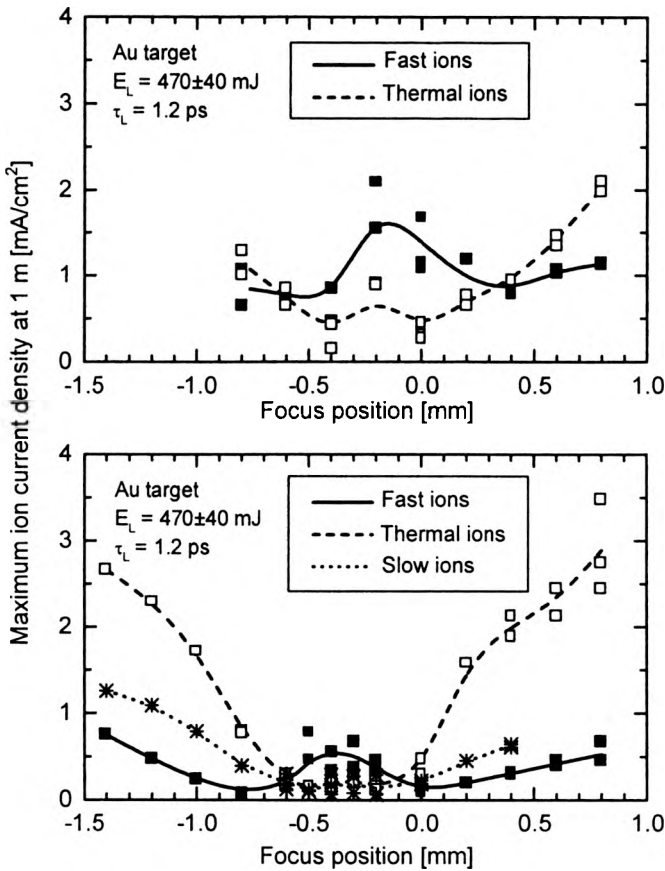 Maximum ion current density at 1 m [mA/cm²]
4
3
2
1
0
Au target
E_L = 470±40 mJ
τ_L = 1.2 ps
Fast ions
Thermal ions
-1.5
-1.0
-0.5
0.0
0.5
1.0
Focus position [mm]
4
3
2
1
0
Au target
E_L = 470±40 mJ
τ_L = 1.2 ps
Fast ions
Thermal ions
Slow ions
-1.5
-1.0
-0.5
0.0
0.5
1.0
Focus position [mm]